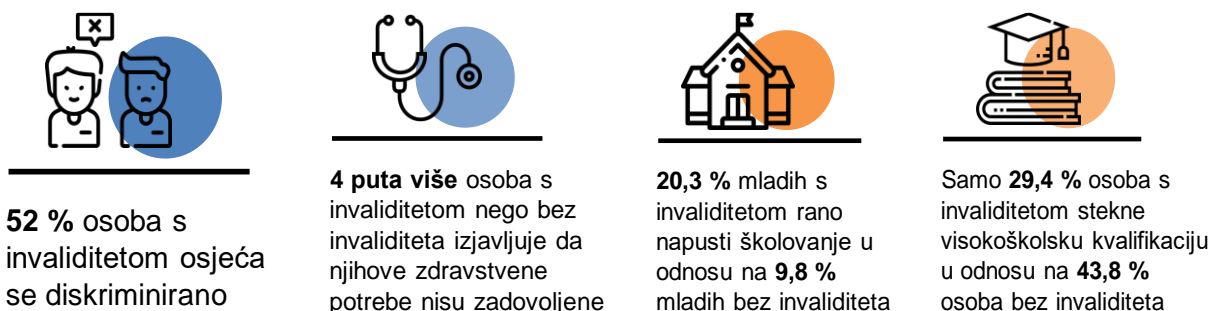 52 % osoba s
invaliditetom osjeća
se diskriminirano
4 puta više osoba s
invaliditetom nego bez
invaliditeta izjavljuje da
njihove zdravstvene
potrebe nisu zadovoljene
20,3 % mladih s
invaliditetom rano
napusti školovanje u
odnosu na 9,8 %
mladih bez invaliditeta
Samo 29,4 % osoba s
invaliditetom stekne
visokoškolsku kvalifikaciju
u odnosu na 43,8 %
osoba bez invaliditeta